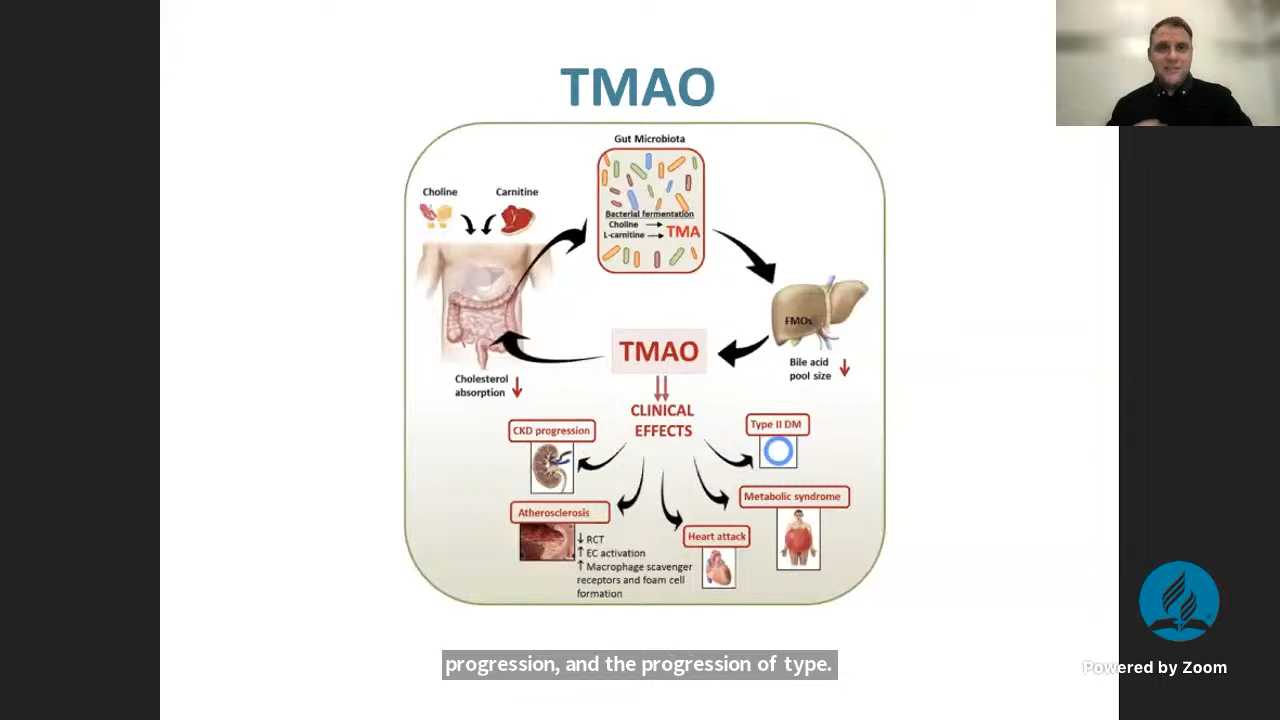 TMAO
Gut Microbiota
Choline
Carnitine
Bacterial fermentation
Choline
L-carnitine
TMA
FMOs
TMAO
Bile acid
pool size
Cholesterol
absorption
CLINICAL
EFFECTS
CKD progression
Type II DM
Atherosclerosis
Metabolic syndrome
↓ RCT
↑ EC activation
↑ Macrophage scavenger
receptors and foam cell
formation
Heart attack
progression, and the progression of type.
Powered by Zoom